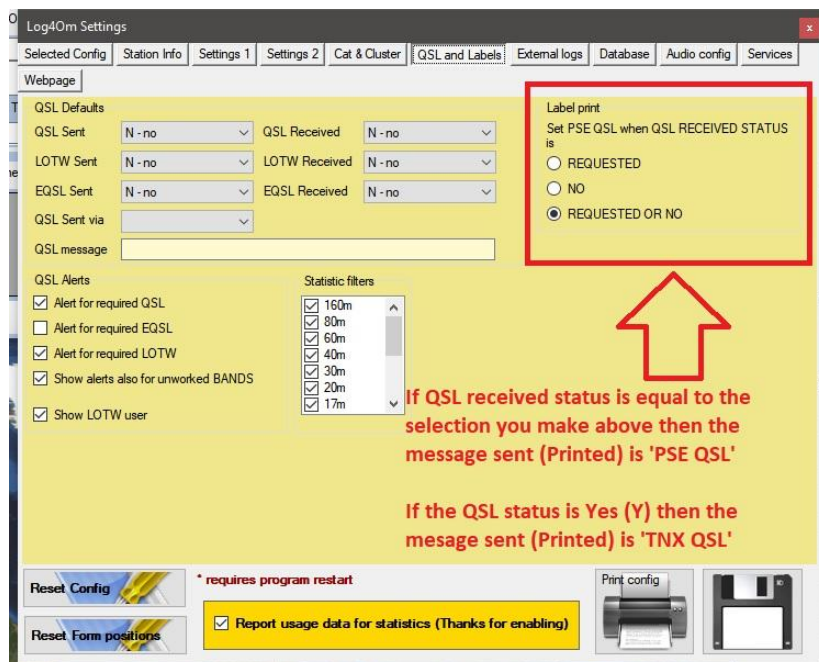 Log4Om Settings
x
Selected Config Station Info Settings 1 Settings 2 Cat & Cluster QSL and Labels External logs Database Audio config Services
Webpage
QSL Defaults
QSL Sent N - no QSL Received N - no
LOTW Sent N - no LOTW Received N - no
EQSL Sent N - no EQSL Received N - no
QSL Sent via
QSL message
Label print
Set PSE QSL when QSL RECEIVED STATUS
is
REQUESTED
NO
REQUESTED OR NO
QSL Alerts
Alert for required QSL
Alert for required EQSL
Alert for required LOTW
Show alerts also for unworked BANDS
Show LOTW user
Statistic filters
160m
80m
60m
40m
30m
20m
17m
If QSL received status is equal to the
selection you make above then the
message sent (Printed) is 'PSE QSL'
If the QSL status is Yes (Y) then the
mesage sent (Printed) is 'TNX QSL'
Reset Config
* requires program restart
Print config
Report usage data for statistics (Thanks for enabling)
Reset Form positions